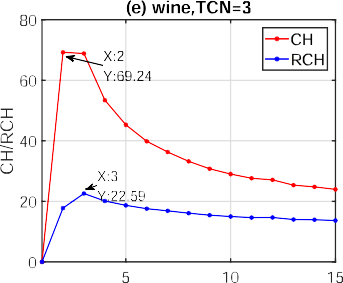 (e) wine,TCN=3
80
60
40
20
0
CH/RCH
5
10
15
CH
RCH
X:2
Y:69.24
X:3
Y:22.59